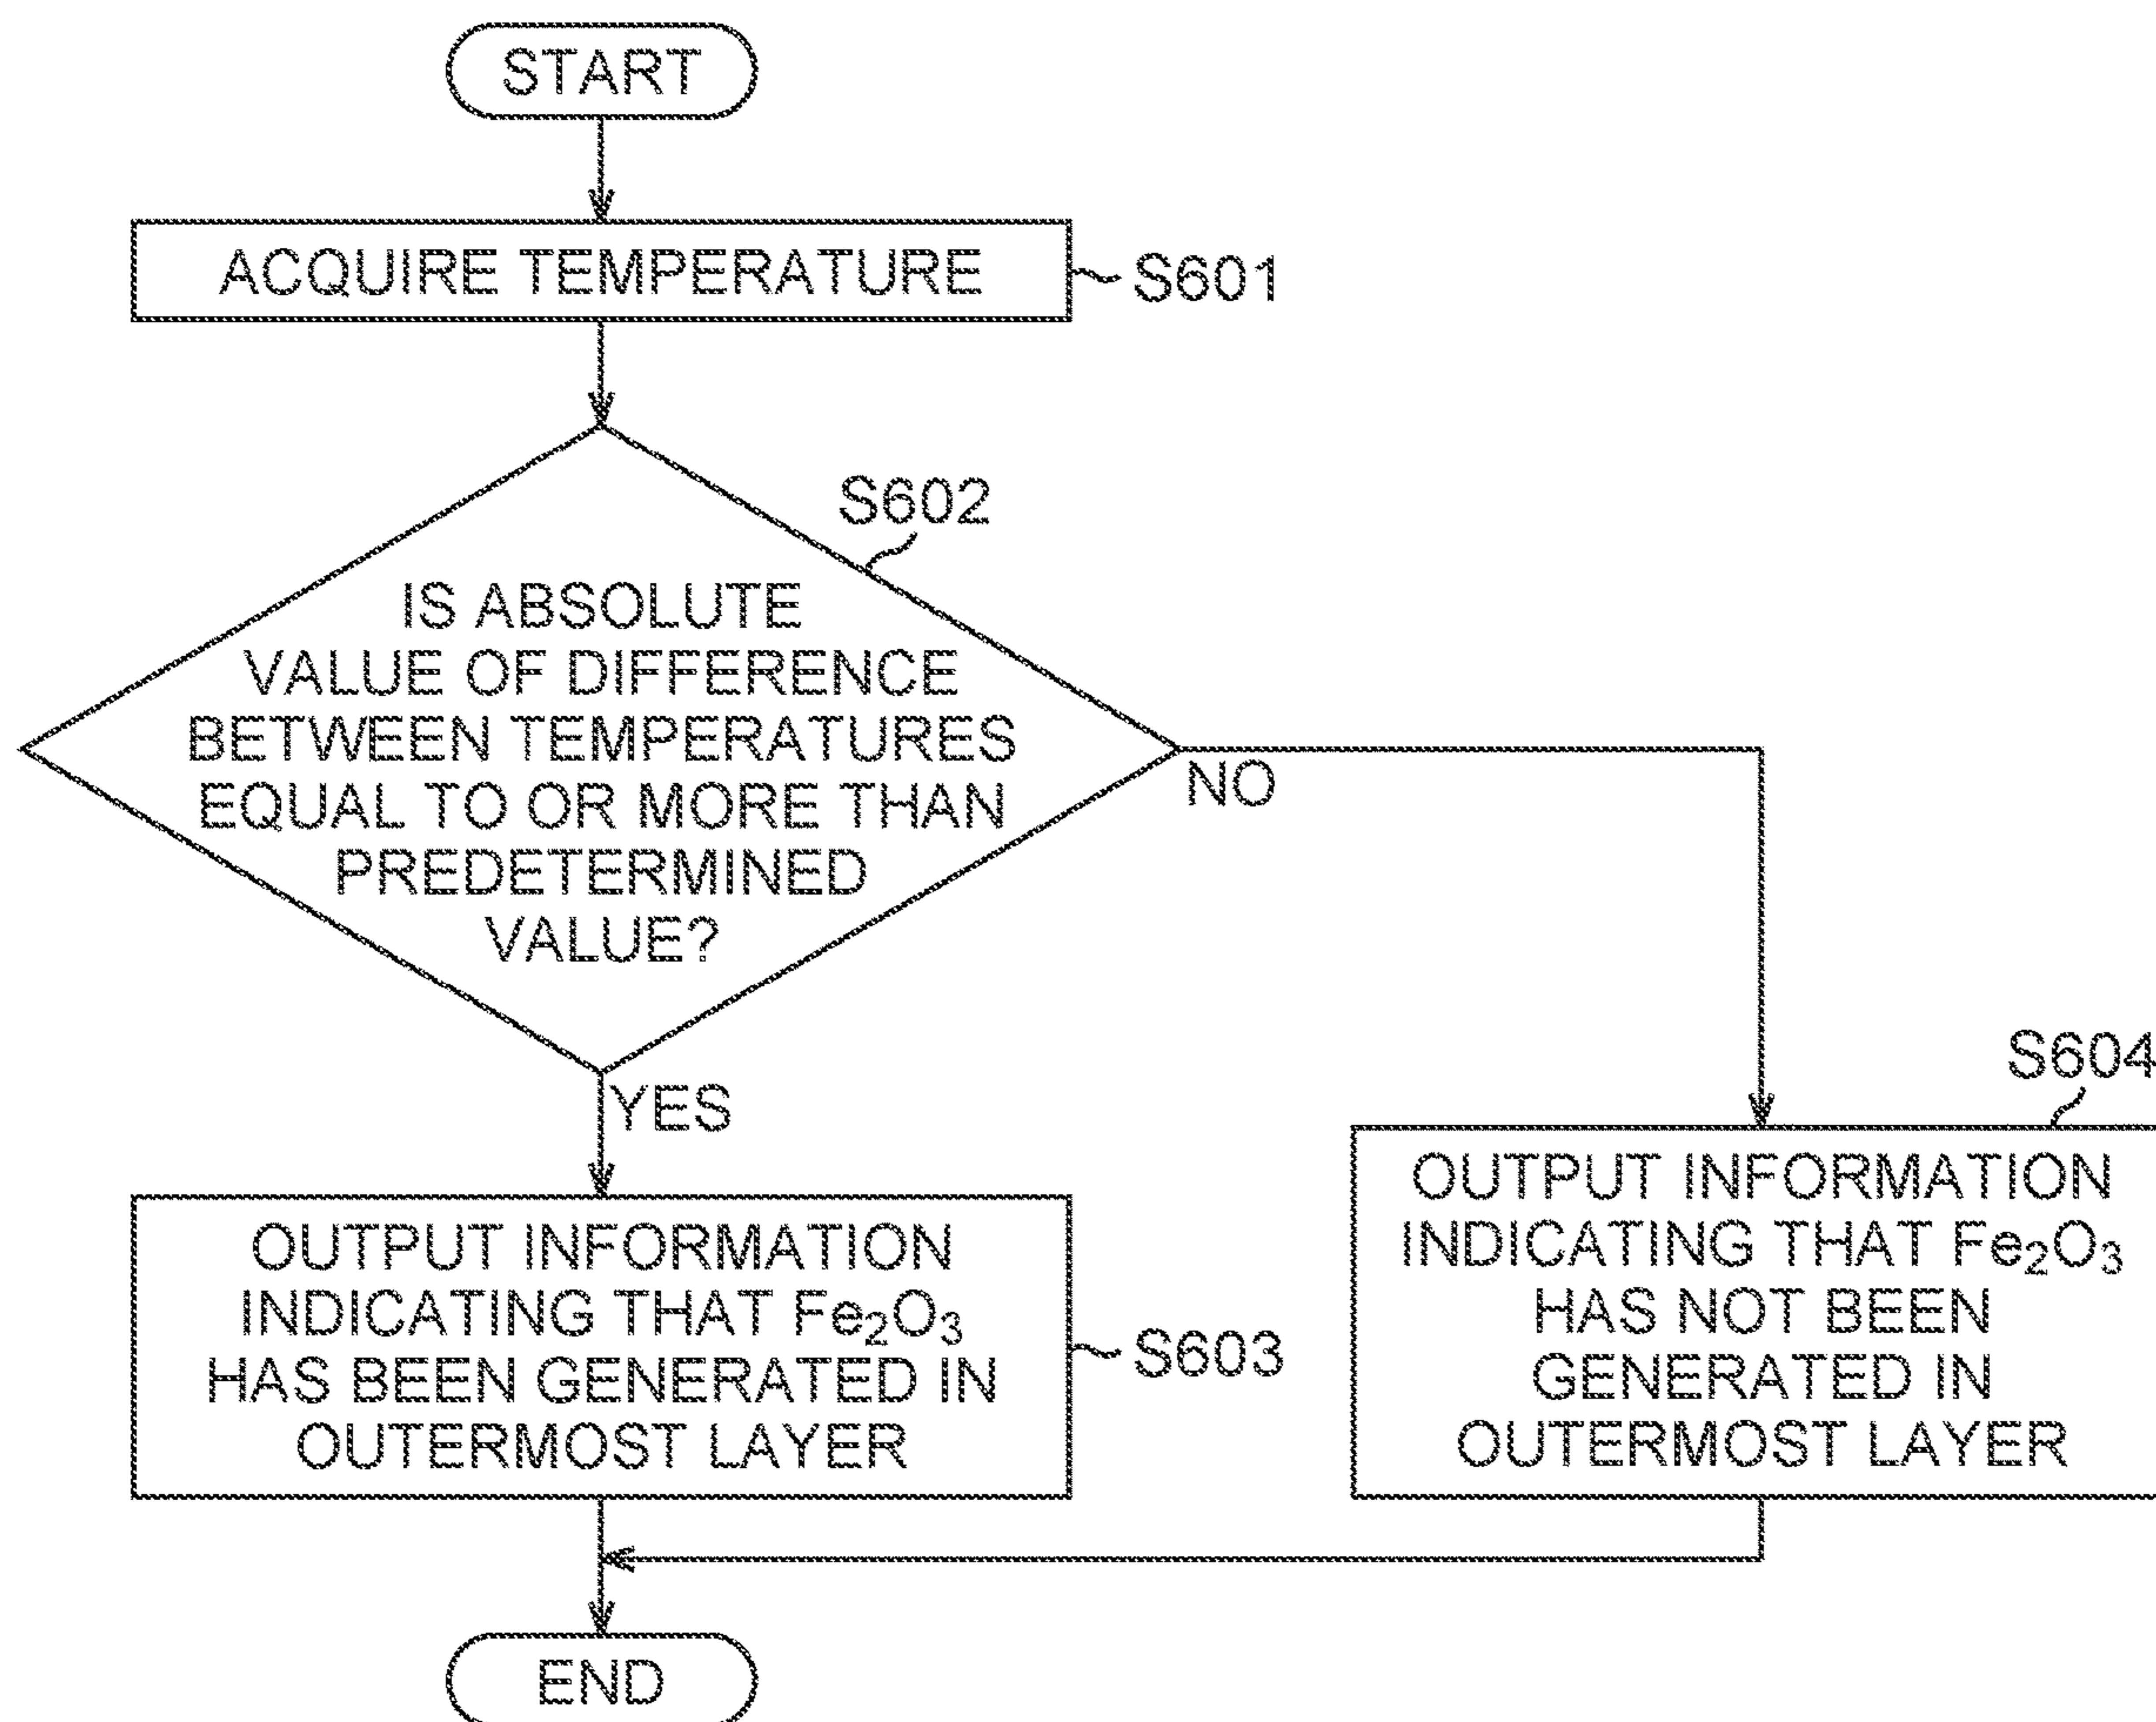 START
ACQUIRE TEMPERATURE
S601
S602
IS ABSOLUTE
VALUE OF DIFFERENCE
BETWEEN TEMPERATURES
EQUAL TO OR MORE THAN
PREDETERMINED
VALUE?
NO
YES
OUTPUT INFORMATION
INDICATING THAT Fe₂O₃
HAS BEEN GENERATED IN
OUTERMOST LAYER
S603
S604
OUTPUT INFORMATION
INDICATING THAT Fe₂O₃
HAS NOT BEEN
GENERATED IN
OUTERMOST LAYER
END